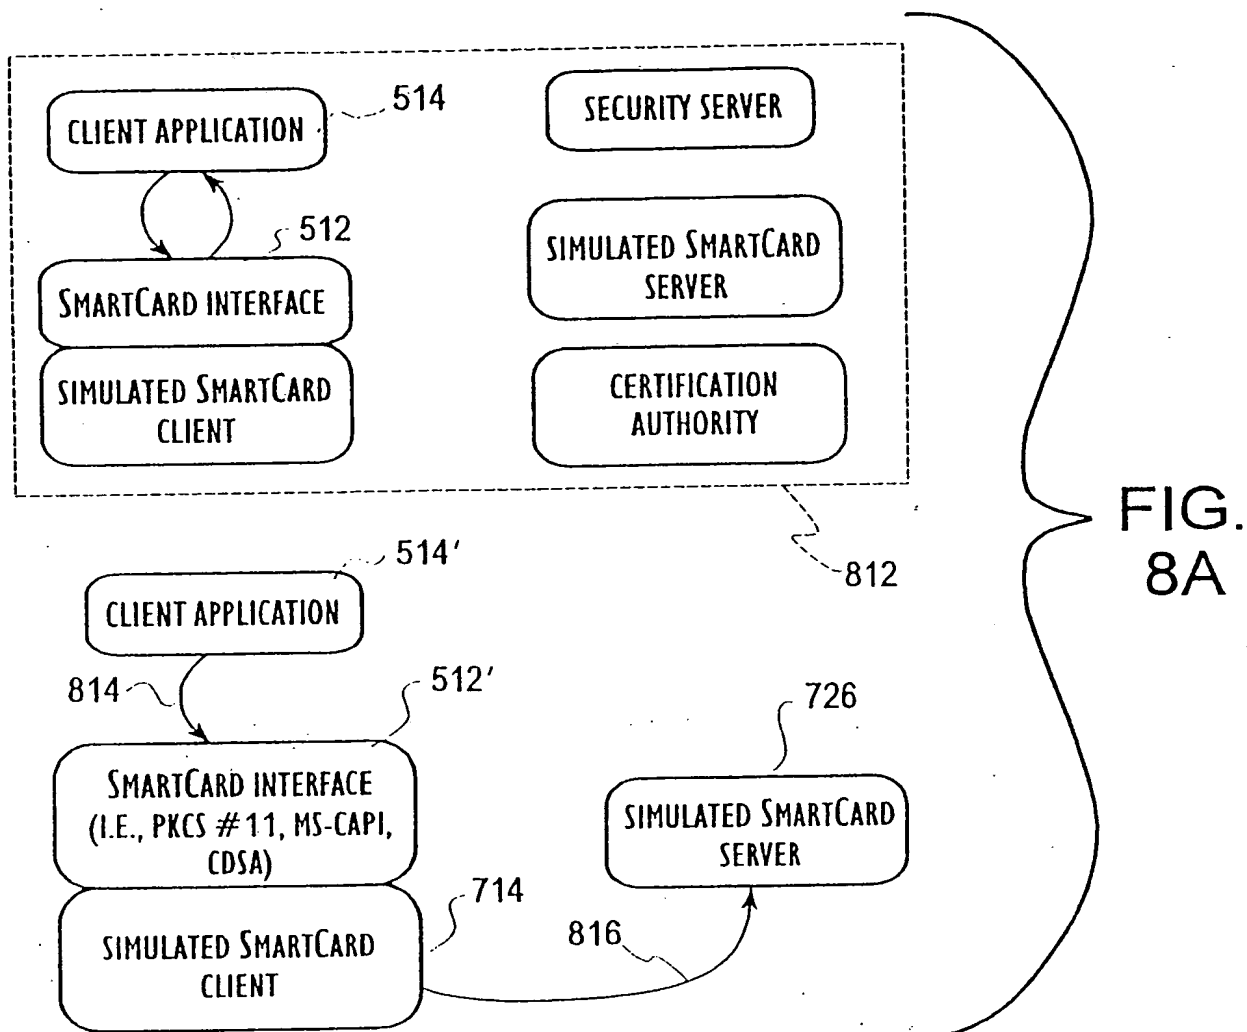 CLIENT APPLICATION
514
SECURITY SERVER
512
SMARTCARD INTERFACE
SIMULATED SMARTCARD
CLIENT
SIMULATED SMARTCARD
SERVER
CERTIFICATION
AUTHORITY
812
FIG.
8A
514'
CLIENT APPLICATION
814
512'
SMARTCARD INTERFACE
(I.E., PKCS #11, MS-CAPI,
CDSA)
714
SIMULATED SMARTCARD
CLIENT
816
726
SIMULATED SMARTCARD
SERVER